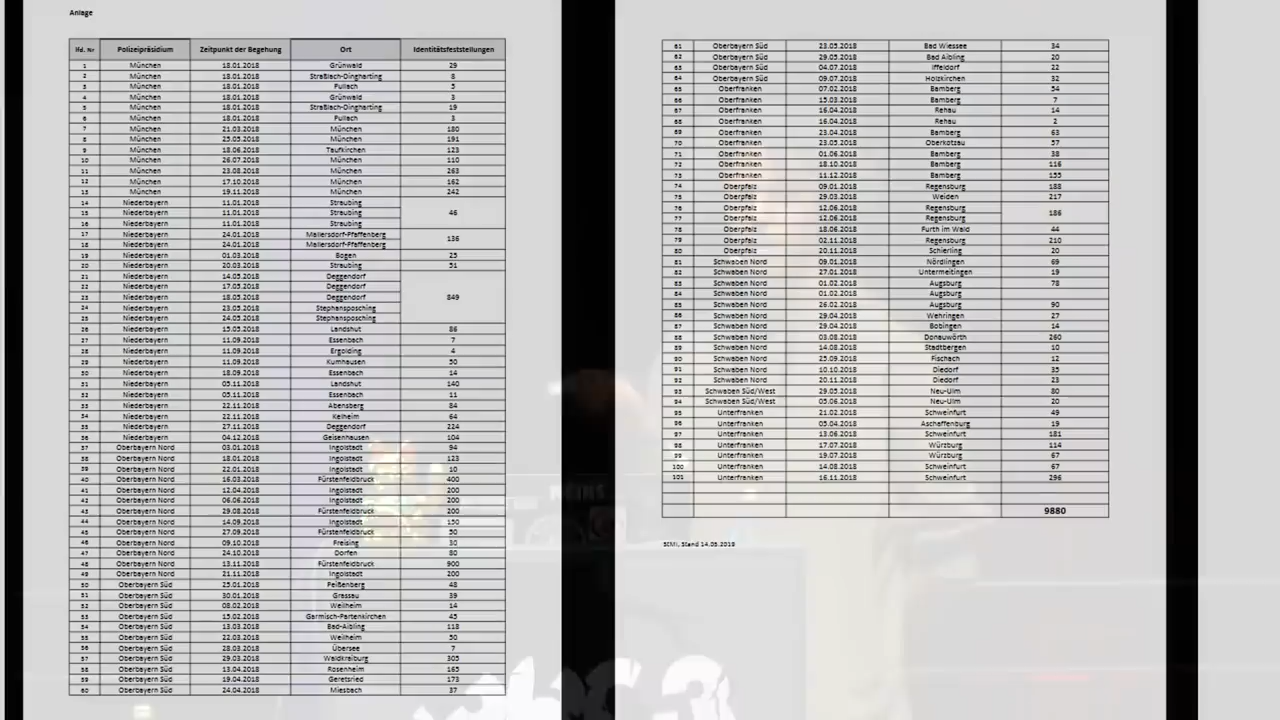 Anlage
lfd. Nr Polizeipräsidium Zeitpunkt der Begehung Ort Identitätsfeststellungen
1 München 18.01.2018 Grünwald 29
2 München 18.01.2018 Straßlach-Dingharting 8
3 München 18.01.2018 Pullach 5
4 München 18.01.2018 Grünwald 3
5 München 18.01.2018 Straßlach-Dingharting 19
6 München 18.01.2018 Pullach 3
7 München 21.03.2018 München 180
8 München 25.05.2018 München 191
9 München 18.06.2018 Taufkirchen 123
10 München 26.07.2018 München 110
11 München 23.08.2018 München 263
12 München 17.10.2018 München 162
13 München 19.11.2018 München 242
14 Niederbayern 11.01.2018 Straubing
15 Niederbayern 11.01.2018 Straubing 46
16 Niederbayern 11.01.2018 Straubing
17 Niederbayern 24.01.2018 Mallersdorf-Pfaffenberg 136
18 Niederbayern 24.01.2018 Mallersdorf-Pfaffenberg
19 Niederbayern 01.03.2018 Bogen 25
20 Niederbayern 20.03.2018 Straubing 51
21 Niederbayern 14.05.2018 Deggendorf
22 Niederbayern 17.05.2018 Deggendorf
23 Niederbayern 18.05.2018 Deggendorf 849
24 Niederbayern 23.05.2018 Stephansposching
25 Niederbayern 24.05.2018 Stephansposching
26 Niederbayern 15.05.2018 Landshut 86
27 Niederbayern 11.09.2018 Essenbach 7
28 Niederbayern 11.09.2018 Ergolding 4
29 Niederbayern 11.09.2018 Kumhausen 50
30 Niederbayern 18.09.2018 Essenbach 14
31 Niederbayern 05.11.2018 Landshut 140
32 Niederbayern 05.11.2018 Essenbach 11
33 Niederbayern 22.11.2018 Abensberg 84
34 Niederbayern 22.11.2018 Kelheim 64
35 Niederbayern 27.11.2018 Deggendorf 224
36 Niederbayern 04.12.2018 Geisenhausen 104
37 Oberbayern Nord 03.01.2018 Ingolstadt 94
38 Oberbayern Nord 18.01.2018 Ingolstadt 123
39 Oberbayern Nord 22.01.2018 Ingolstadt 10
40 Oberbayern Nord 16.03.2018 Fürstenfeldbruck 400
41 Oberbayern Nord 12.04.2018 Ingolstadt 200
42 Oberbayern Nord 06.06.2018 Ingolstadt 200
43 Oberbayern Nord 29.08.2018 Fürstenfeldbruck 200
44 Oberbayern Nord 14.09.2018 Ingolstadt 150
45 Oberbayern Nord 27.09.2018 Fürstenfeldbruck 50
46 Oberbayern Nord 09.10.2018 Freising 30
47 Oberbayern Nord 24.10.2018 Dorfen 80
48 Oberbayern Nord 13.11.2018 Fürstenfeldbruck 900
49 Oberbayern Nord 21.11.2018 Ingolstadt 200
50 Oberbayern Süd 25.01.2018 Peißenberg 48
51 Oberbayern Süd 30.01.2018 Grassau 39
52 Oberbayern Süd 08.02.2018 Weilheim 14
53 Oberbayern Süd 15.02.2018 Garmisch-Partenkirchen 45
54 Oberbayern Süd 13.03.2018 Bad-Aibling 118
55 Oberbayern Süd 22.03.2018 Weilheim 50
56 Oberbayern Süd 28.03.2018 Übersee 7
57 Oberbayern Süd 29.03.2018 Waldkraiburg 305
58 Oberbayern Süd 13.04.2018 Rosenheim 165
59 Oberbayern Süd 19.04.2018 Geretsried 173
60 Oberbayern Süd 24.04.2018 Miesbach 37
61 Oberbayern Süd 23.05.2018 Bad Wiessee 34
62 Oberbayern Süd 29.05.2018 Bad Aibling 20
63 Oberbayern Süd 04.07.2018 Iffeldorf 22
64 Oberbayern Süd 09.07.2018 Holzkirchen 32
65 Oberfranken 07.02.2018 Bamberg 54
66 Oberfranken 15.03.2018 Bamberg 7
67 Oberfranken 16.04.2018 Rehau 14
68 Oberfranken 16.04.2018 Rehau 2
69 Oberfranken 23.04.2018 Bamberg 63
70 Oberfranken 23.05.2018 Oberkotzau 57
71 Oberfranken 01.06.2018 Bamberg 38
72 Oberfranken 18.10.2018 Bamberg 116
73 Oberfranken 11.12.2018 Bamberg 155
74 Oberpfalz 09.01.2018 Regensburg 188
75 Oberpfalz 29.03.2018 Weiden 217
76 Oberpfalz 12.06.2018 Regensburg 186
77 Oberpfalz 12.06.2018 Regensburg
78 Oberpfalz 18.06.2018 Furth im Wald 44
79 Oberpfalz 02.11.2018 Regensburg 210
80 Oberpfalz 20.11.2018 Schierling 20
81 Schwaben Nord 09.01.2018 Nördlingen 69
82 Schwaben Nord 27.01.2018 Untermeitingen 19
83 Schwaben Nord 01.02.2018 Augsburg 78
84 Schwaben Nord 01.02.2018 Augsburg
85 Schwaben Nord 26.02.2018 Augsburg 90
86 Schwaben Nord 29.04.2018 Wehringen 27
87 Schwaben Nord 29.04.2018 Bobingen 14
88 Schwaben Nord 03.08.2018 Donauwörth 260
89 Schwaben Nord 14.08.2018 Stadtbergen 10
90 Schwaben Nord 25.09.2018 Fischach 12
91 Schwaben Nord 10.10.2018 Diedorf 35
92 Schwaben Nord 20.11.2018 Diedorf 23
93 Schwaben Süd/West 29.05.2018 Neu-Ulm 80
94 Schwaben Süd/West 05.06.2018 Neu-Ulm 20
95 Unterfranken 21.02.2018 Schweinfurt 49
96 Unterfranken 05.04.2018 Aschaffenburg 19
97 Unterfranken 13.06.2018 Schweinfurt 181
98 Unterfranken 17.07.2018 Würzburg 114
99 Unterfranken 19.07.2018 Würzburg 67
100 Unterfranken 14.08.2018 Schweinfurt 67
101 Unterfranken 16.11.2018 Schweinfurt 296
9880
StMI, Stand 14.05.2019